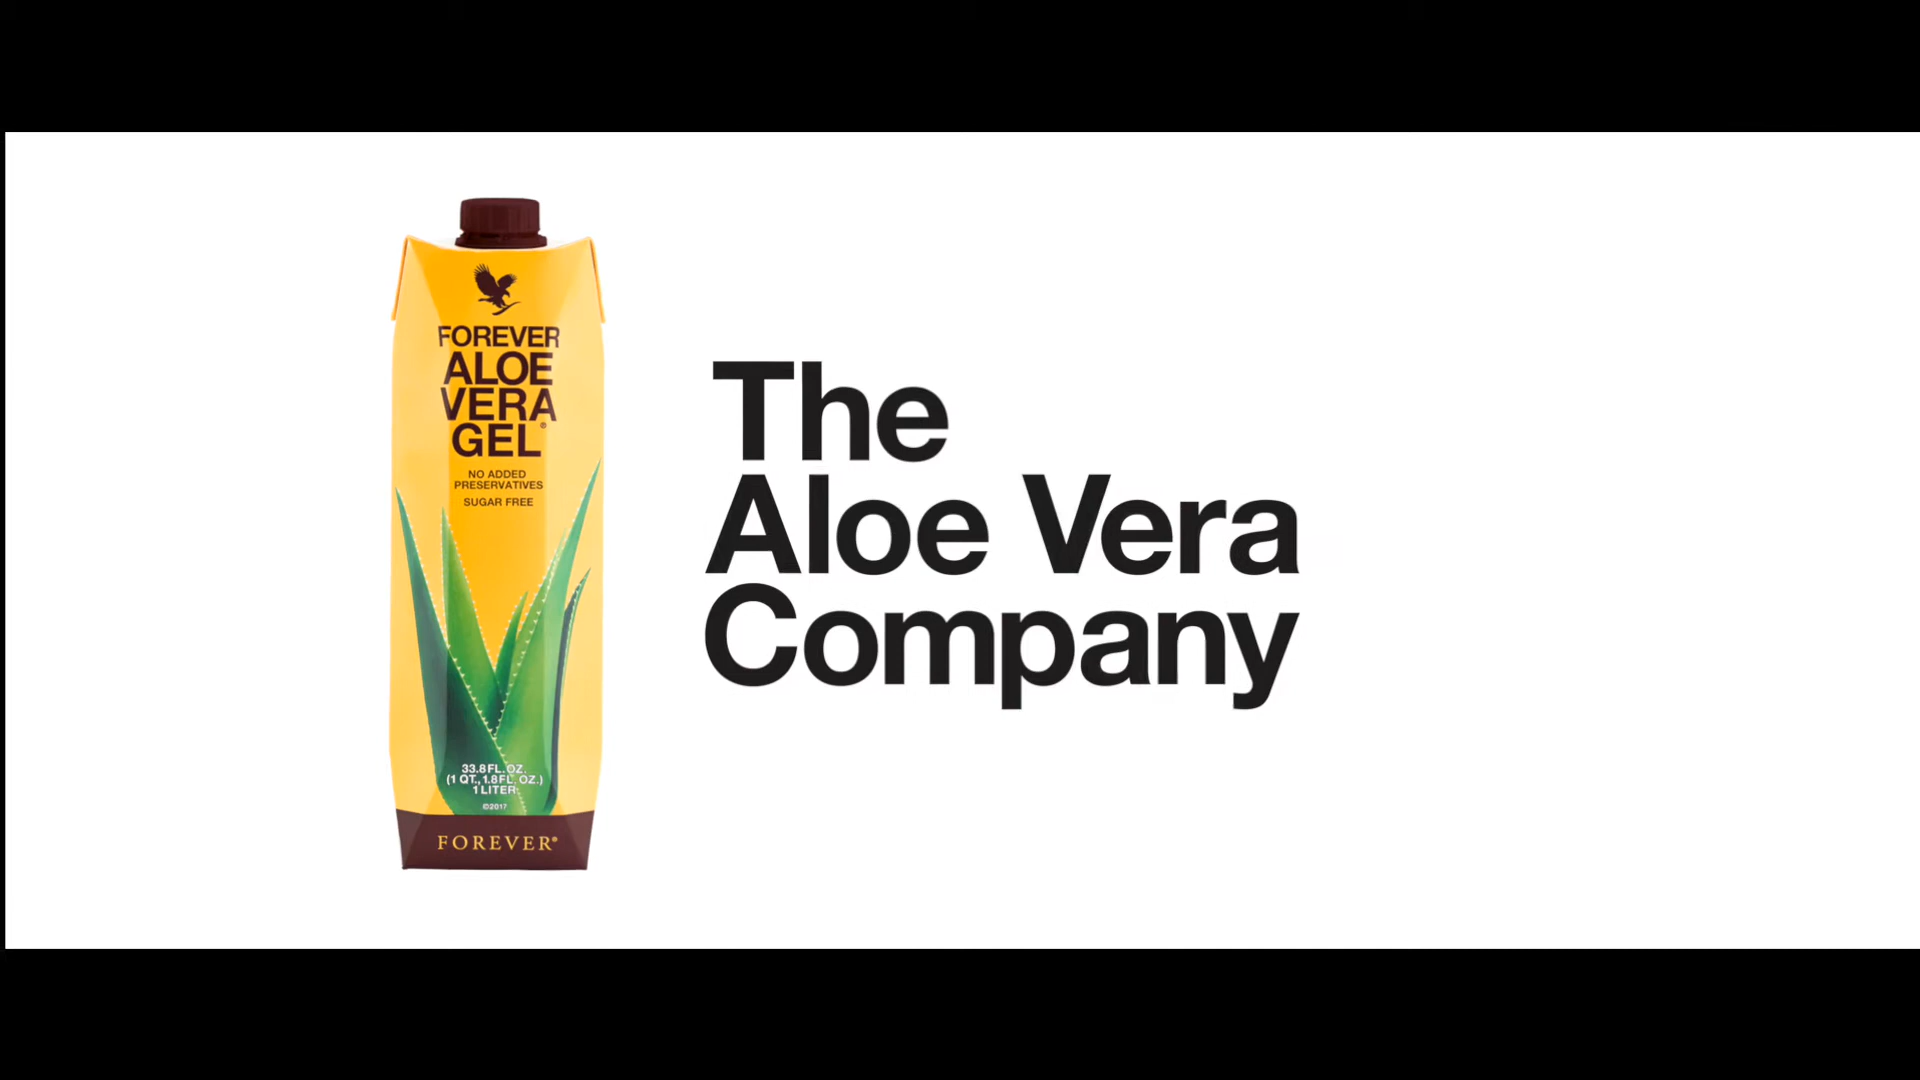 FOREVER
ALOE
VERA
GEL®
NO ADDED
PRESERVATIVES
SUGAR FREE
33.8 FL. OZ.
(1 QT., 1.8 FL. OZ.)
1 LITER
©2017
FOREVER®
The
Aloe Vera
Company